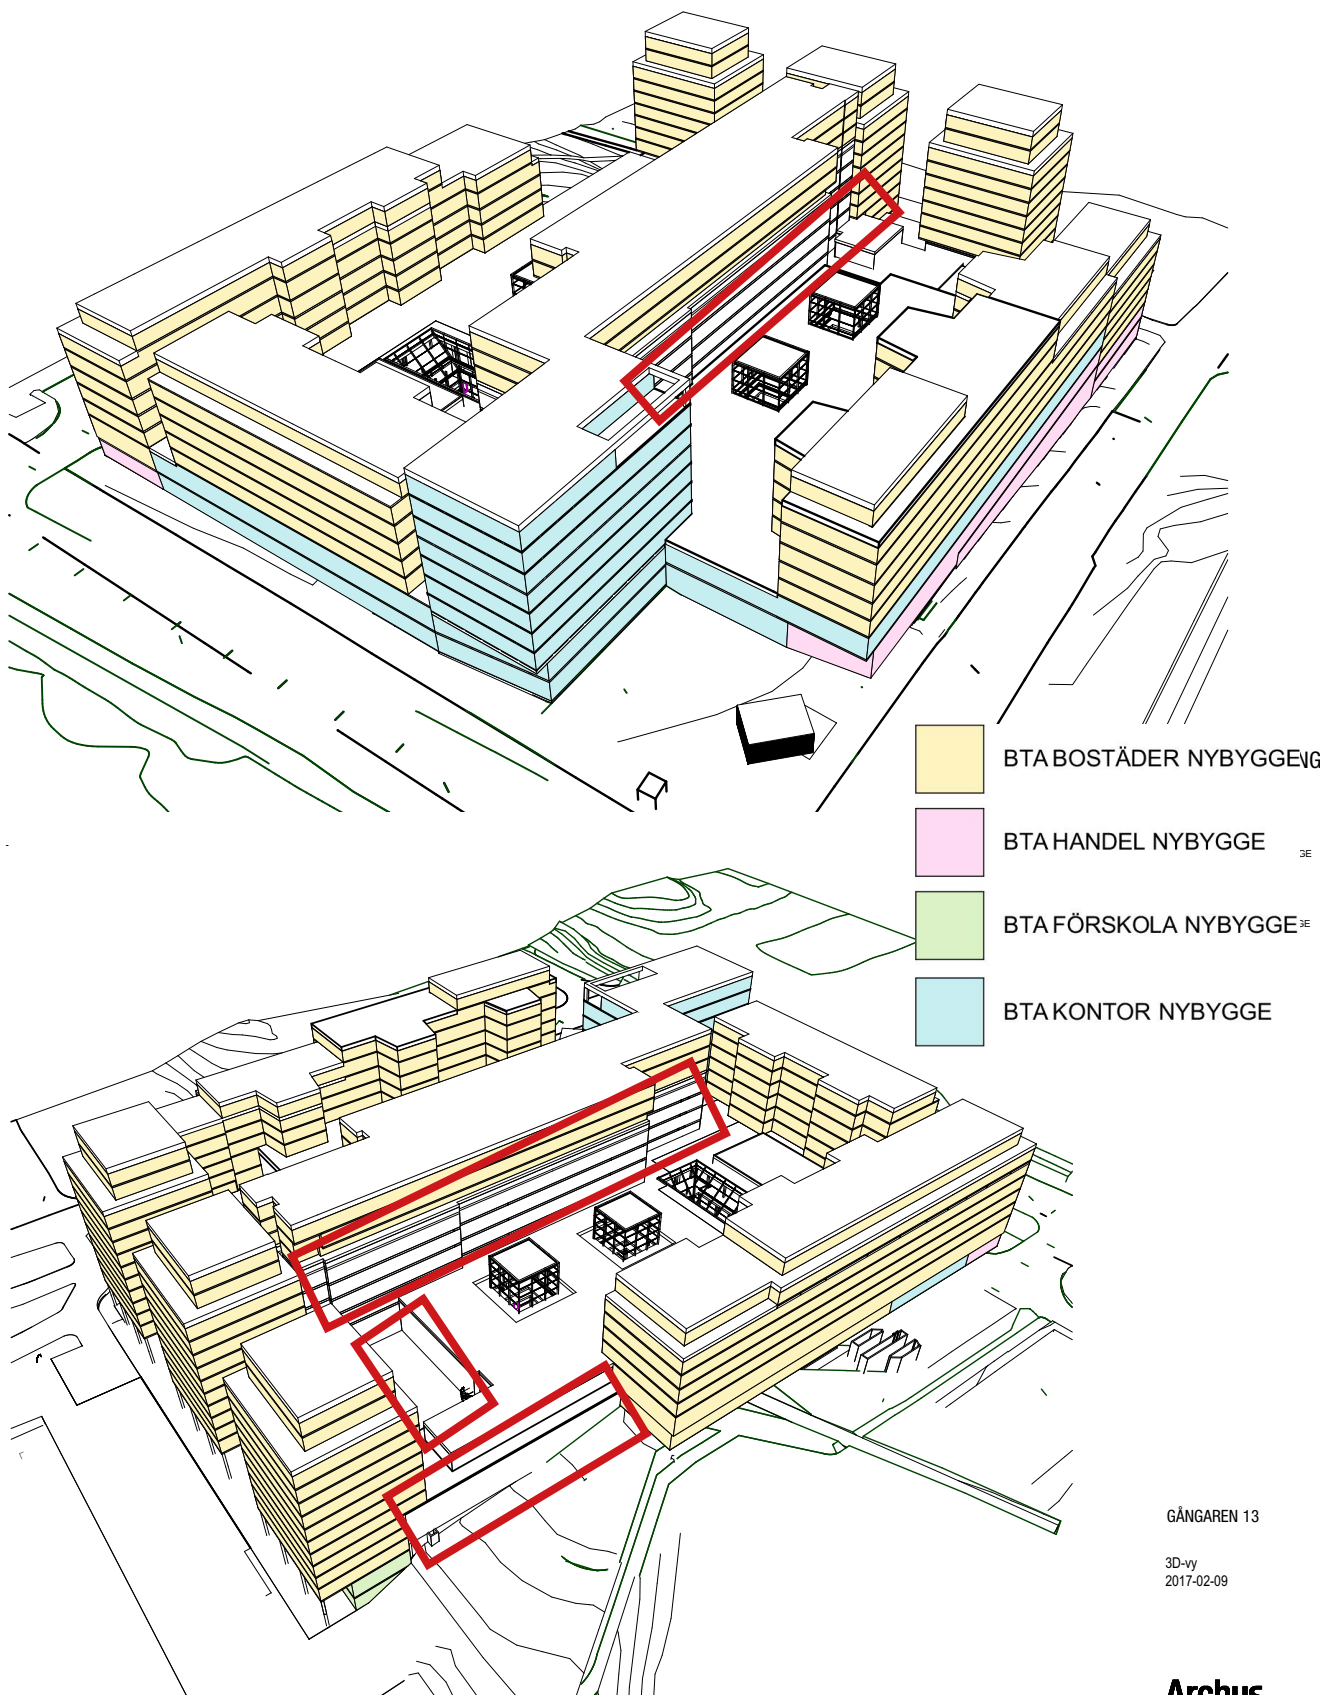 BTA BOSTÄDER NYBYGGE
BTA HANDEL NYBYGGE
BTA FÖRSKOLA NYBYGGE
BTA KONTOR NYBYGGE
GÅNGAREN 13
3D-vy
2017-02-09
Archus